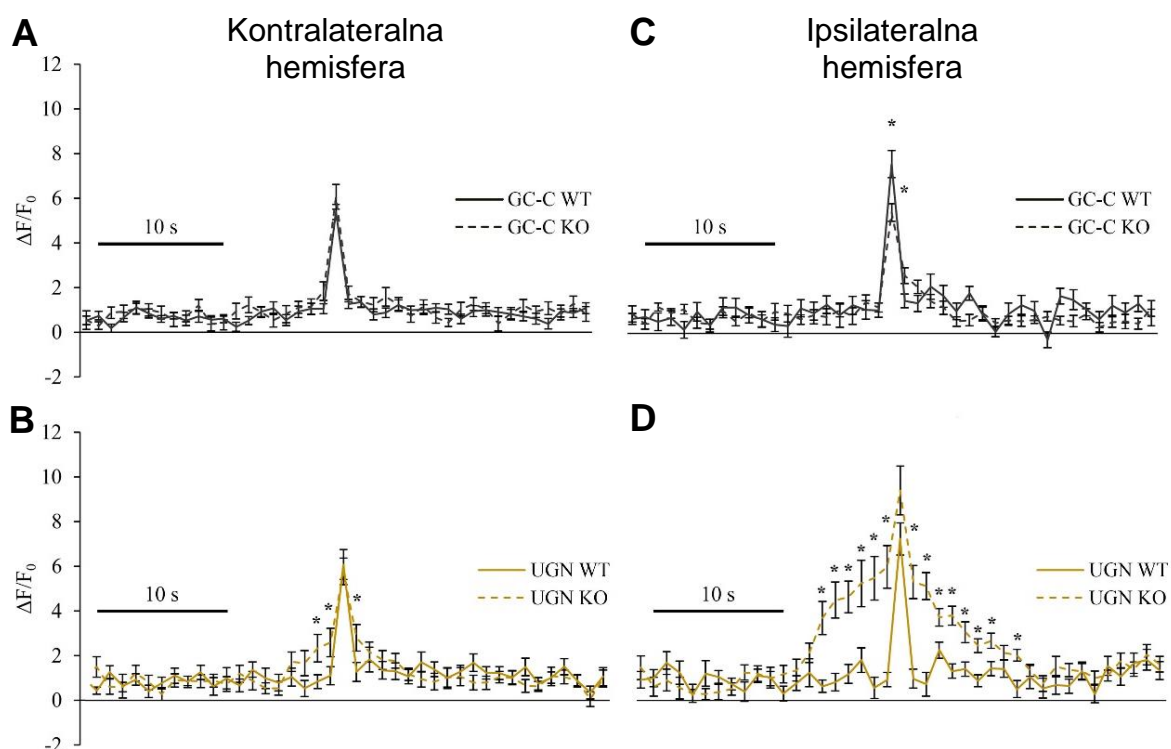 A
Kontralateralna
hemisfera
12
10
8
6
4
2
0
-2
ΔF/F0
10 s
GC-C WT
GC-C KO
C
Ipsilateralna
hemisfera
*
*
10 s
GC-C WT
GC-C KO
B
12
10
8
6
4
2
0
-2
ΔF/F0
10 s
* * *
UGN WT
UGN KO
D
10 s
* * * * * * * * * * * * * *
UGN WT
UGN KO